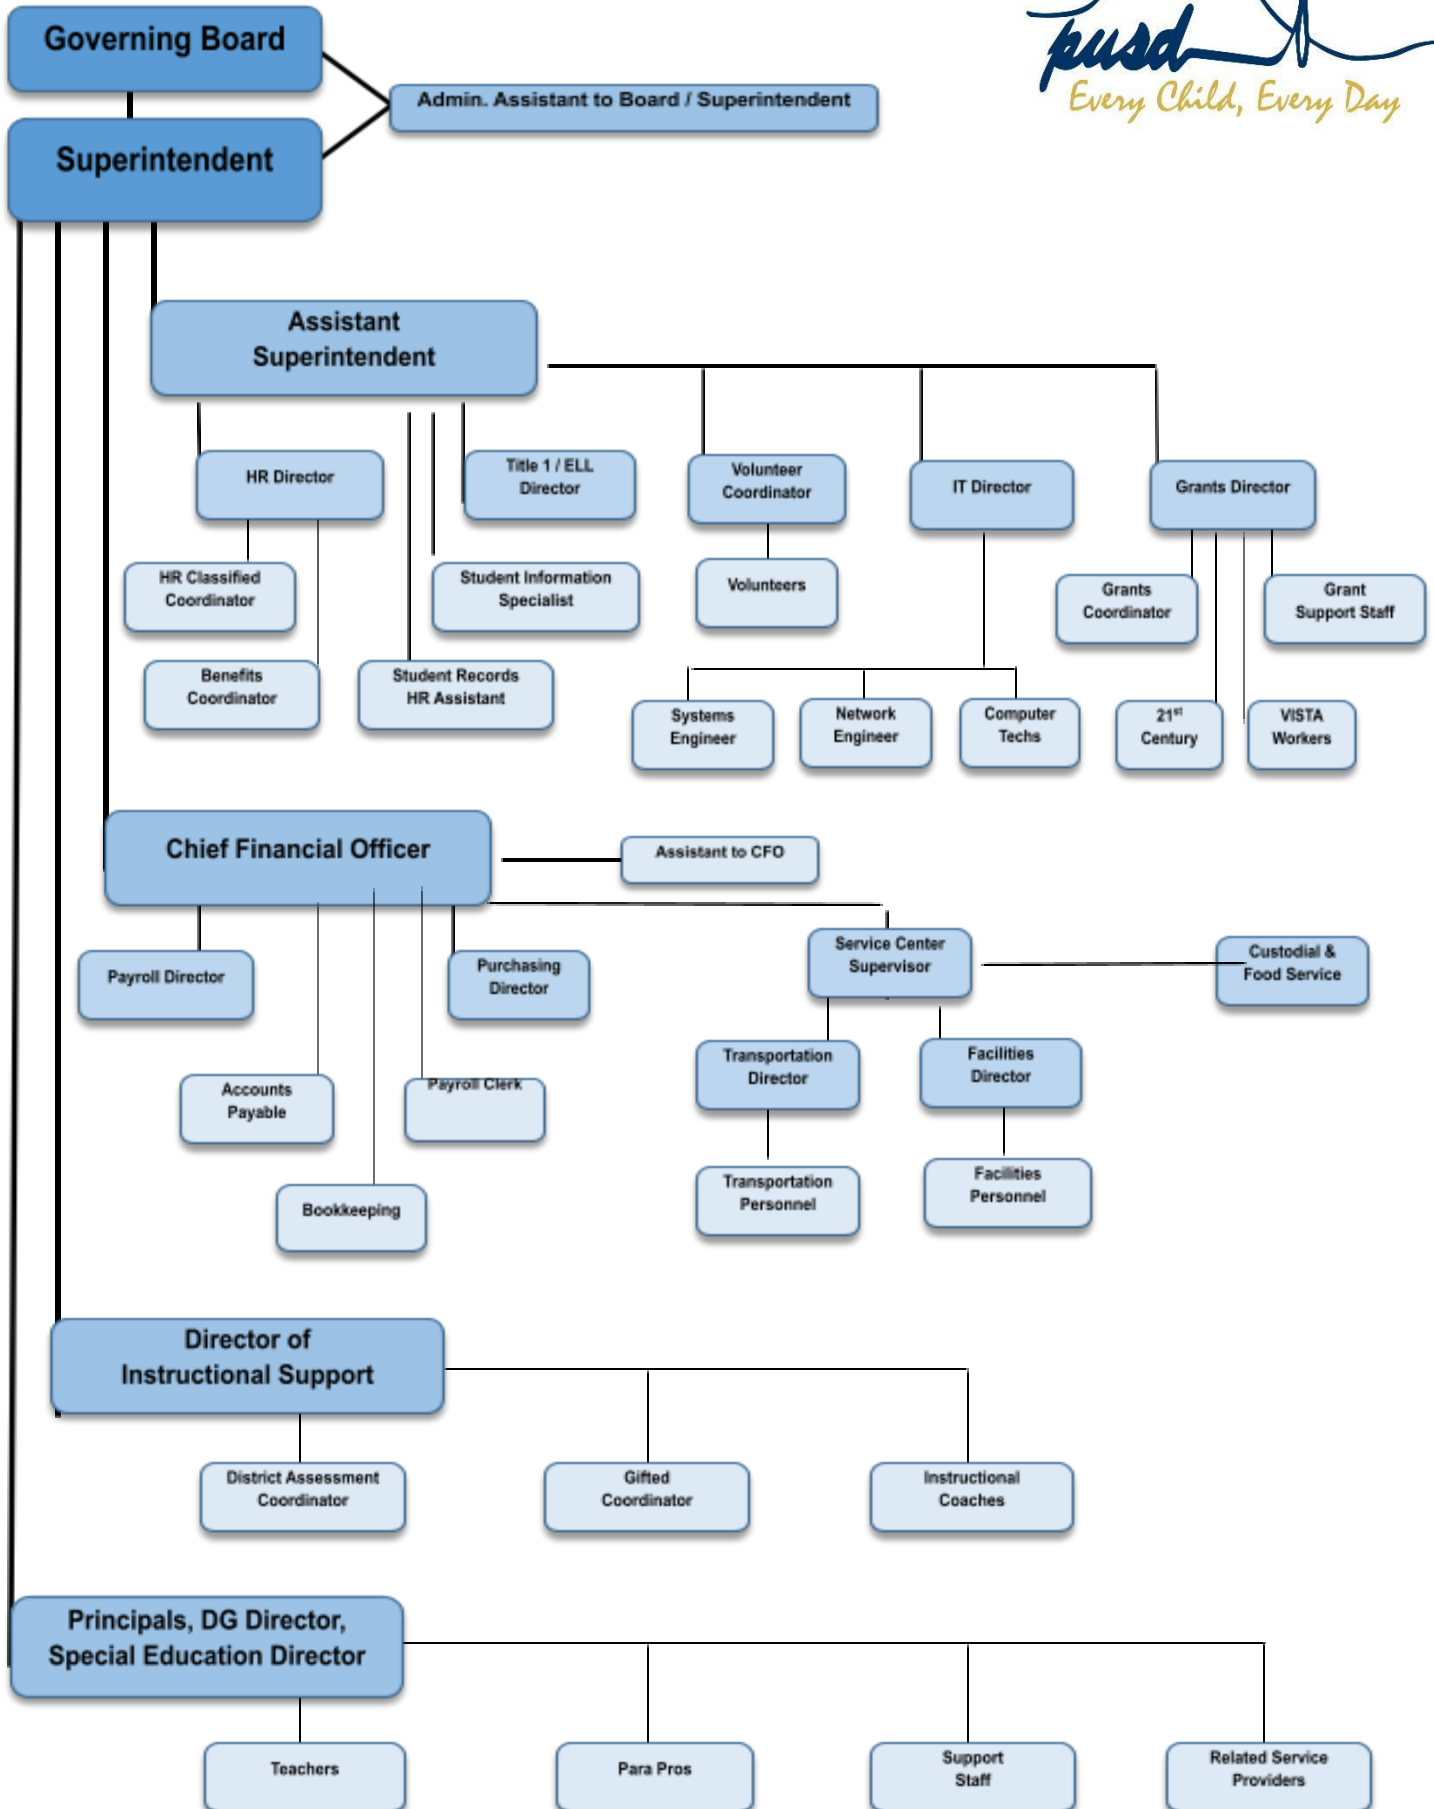 Governing Board
pusd
Every Child, Every Day
Admin. Assistant to Board / Superintendent
Superintendent
Assistant
Superintendent
HR Director
Title 1 / ELL
Director
Volunteer
Coordinator
IT Director
Grants Director
HR Classified
Coordinator
Student Information
Specialist
Volunteers
Grants
Coordinator
Grant
Support Staff
Benefits
Coordinator
Student Records
HR Assistant
Systems
Engineer
Network
Engineer
Computer
Techs
21st
Century
VISTA
Workers
Chief Financial Officer
Assistant to CFO
Payroll Director
Purchasing
Director
Service Center
Supervisor
Custodial &
Food Service
Accounts
Payable
Payroll Clerk
Transportation
Director
Facilities
Director
Bookkeeping
Transportation
Personnel
Facilities
Personnel
Director of
Instructional Support
District Assessment
Coordinator
Gifted
Coordinator
Instructional
Coaches
Principals, DG Director,
Special Education Director
Teachers
Para Pros
Support
Staff
Related Service
Providers